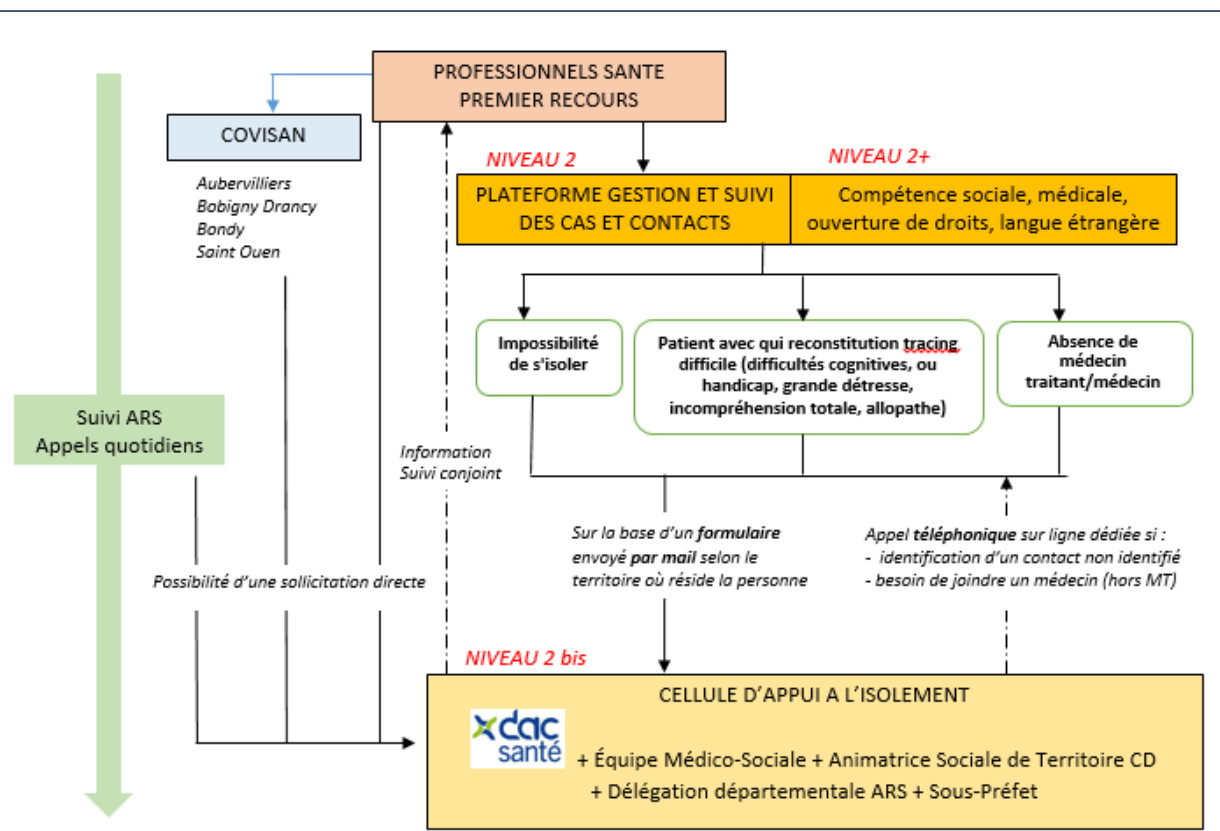 PROFESSIONNELS SANTE
PREMIER RECOURS
COVISAN
Aubervilliers
Bobigny Drancy
Bondy
Saint Ouen
NIVEAU 2
NIVEAU 2+
PLATEFORME GESTION ET SUIVI
DES CAS ET CONTACTS
Compétence sociale, médicale,
ouverture de droits, langue étrangère
Impossibilité
de s'isoler
Patient avec qui reconstitution tracing
difficile (difficultés cognitives, ou
handicap, grande détresse,
incompréhension totale, allopathe)
Absence de
médecin
traitant/médecin
Suivi ARS
Appels quotidiens
Information
Suivi conjoint
Sur la base d’un formulaire
envoyé par mail selon le
territoire où réside la personne
Appel téléphonique sur ligne dédiée si :
- identification d’un contact non identifié
- besoin de joindre un médecin (hors MT)
Possibilité d’une sollicitation directe
NIVEAU 2 bis
CELLULE D’APPUI A L’ISOLEMENT
dac
santé
+ Équipe Médico-Sociale + Animatrice Sociale de Territoire CD
+ Délégation départementale ARS + Sous-Préfet